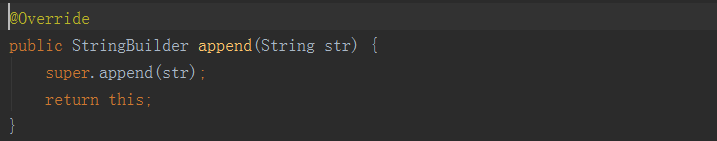 @Override
public StringBuilder append(String str) {
    super.append(str);
    return this;
}